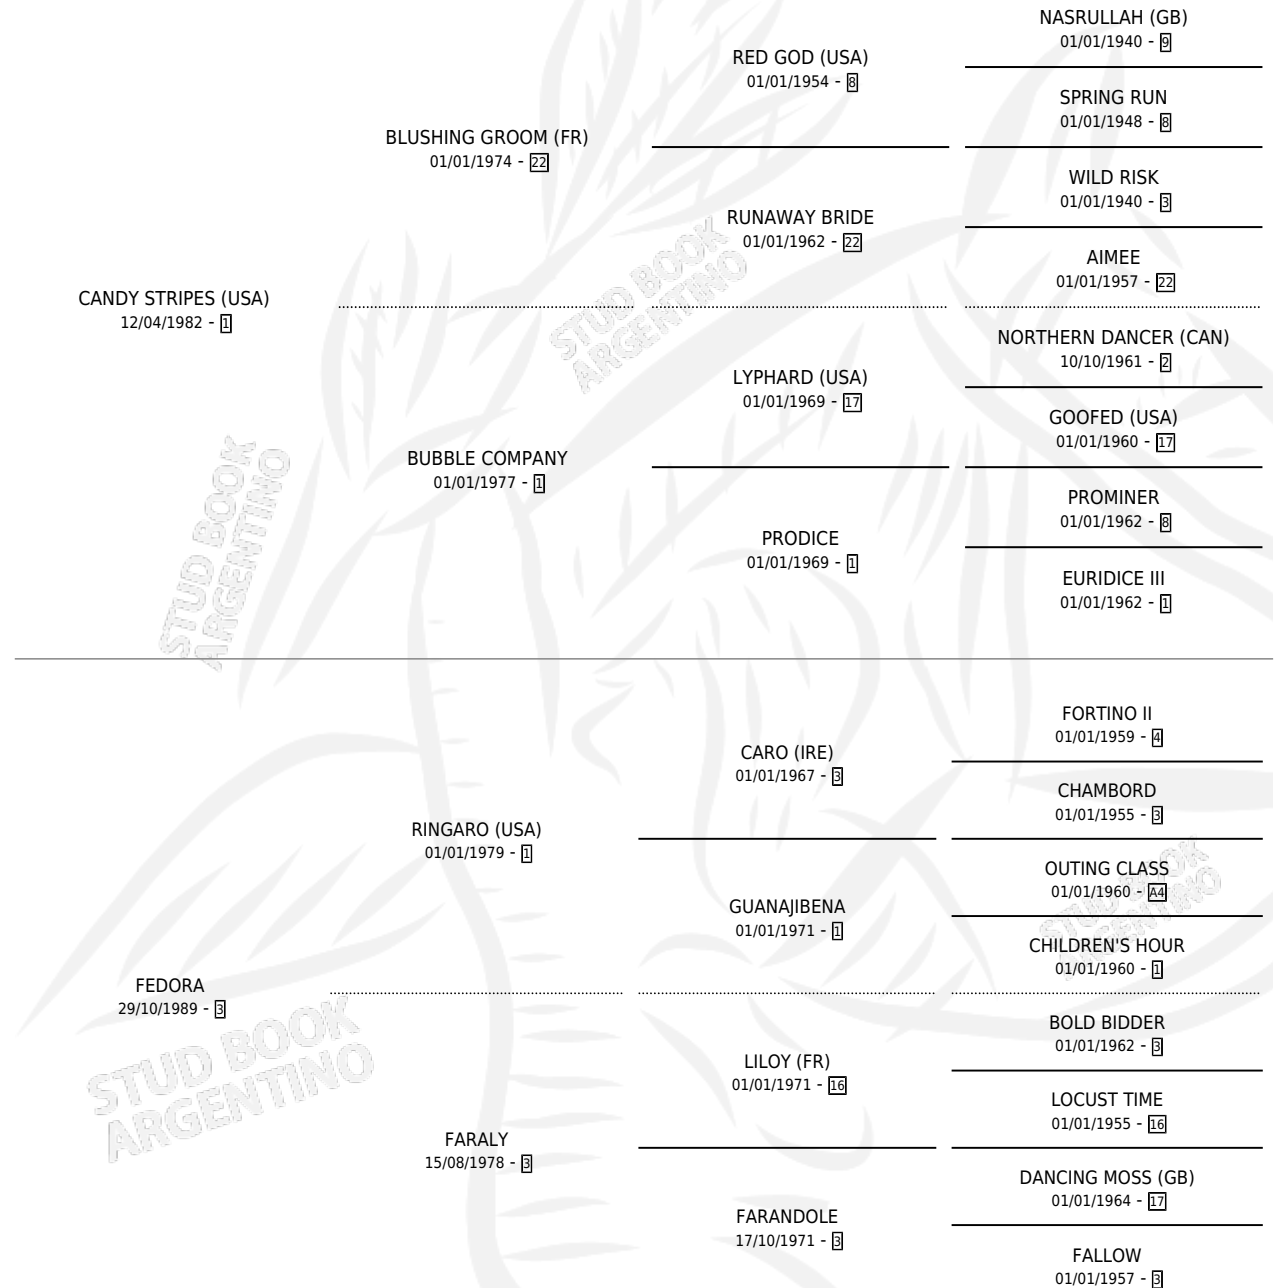 NASRULLAH (GB)
01/01/1940 - 9
RED GOD (USA)
01/01/1954 - 8
SPRING RUN
01/01/1948 - 8
BLUSHING GROOM (FR)
01/01/1974 - 22
WILD RISK
01/01/1940 - 3
RUNAWAY BRIDE
01/01/1962 - 22
AIMEE
01/01/1957 - 22
CANDY STRIPES (USA)
12/04/1982 - 1
NORTHERN DANCER (CAN)
10/10/1961 - 2
LYPHARD (USA)
01/01/1969 - 17
GOOFED (USA)
01/01/1960 - 17
BUBBLE COMPANY
01/01/1977 - 1
PROMINER
01/01/1962 - 8
PRODICE
01/01/1969 - 1
EURIDICE III
01/01/1962 - 1
STUD BOOK
ARGENTINO
STUD BOOK
ARGENTINO
FORTINO II
01/01/1959 - 4
CARO (IRE)
01/01/1967 - 3
CHAMBORD
01/01/1955 - 3
RINGARO (USA)
01/01/1979 - 1
OUTING CLASS
01/01/1960 - A4
GUANAJIBENA
01/01/1971 - 1
CHILDREN'S HOUR
01/01/1960 - 1
FEDORA
29/10/1989 - 3
BOLD BIDDER
01/01/1962 - 3
LILOY (FR)
01/01/1971 - 16
LOCUST TIME
01/01/1955 - 16
FARALY
15/08/1978 - 3
DANCING MOSS (GB)
01/01/1964 - 17
FARANDOLE
17/10/1971 - 3
FALLOW
01/01/1957 - 3
STUD BOOK
ARGENTINO
STUD BOOK
ARGENTINO